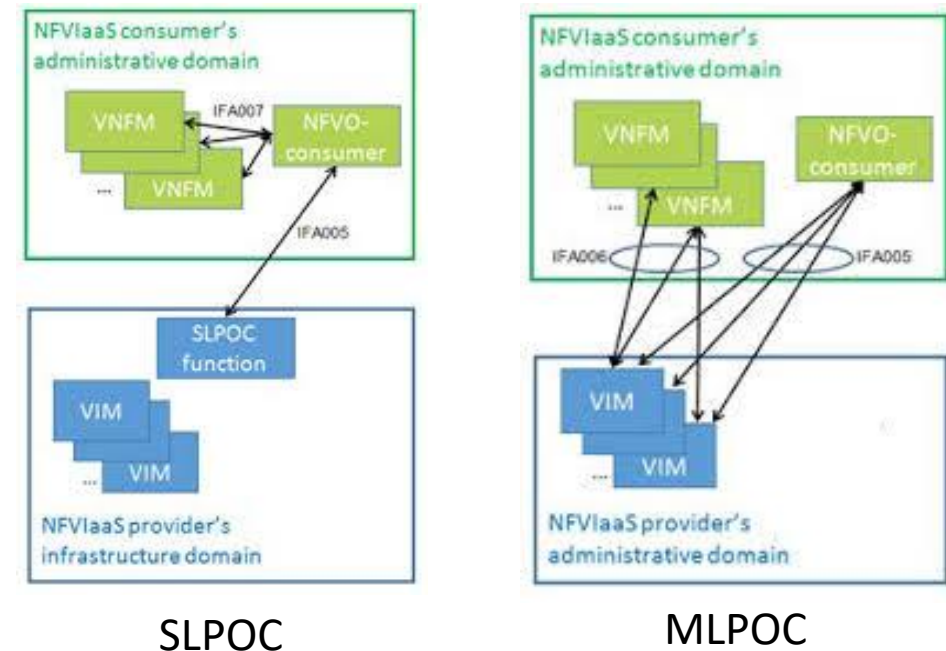 NFVIaaS consumer's
administrative domain
VNFM
IFA007
NFVO-
consumer
...
VNFM
IFA005
SLPOC
function
VIM
...
VIM
NFVIaaS provider's
infrastructure domain
SLPOC
NFVIaaS consumer's
administrative domain
VNFM
NFVO-
consumer
...
VNFM
IFA006
IFA005
VIM
...
VIM
NFVIaaS provider's
administrative domain
MLPOC